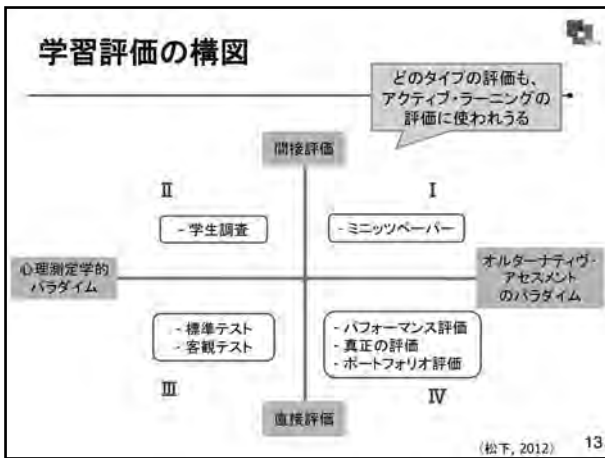 学習評価の構図
どのタイプの評価も、
アクティブ・ラーニングの
評価に使われうる
間接評価
Ⅱ
Ⅰ
- 学生調査
- ミニッツペーパー
心理測定学的
パラダイム
オルターナティヴ・
アセスメント
のパラダイム
- 標準テスト
- 客観テスト
- パフォーマンス評価
- 真正の評価
- ポートフォリオ評価
Ⅲ
Ⅳ
直接評価
(松下, 2012)
13